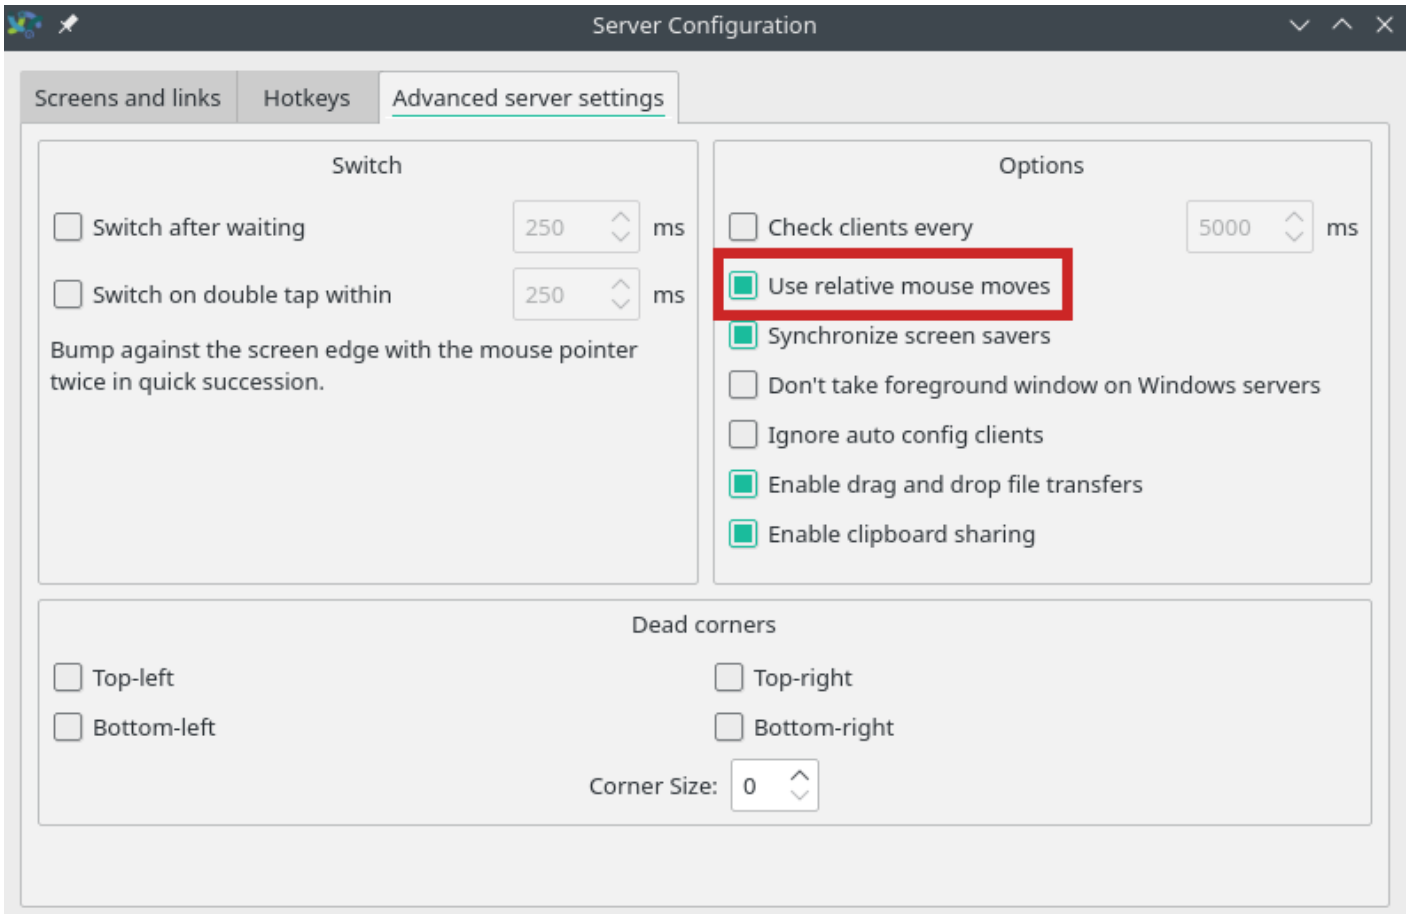 Server Configuration
Screens and links
Hotkeys
Advanced server settings
Switch
Switch after waiting 250 ms
Switch on double tap within 250 ms
Bump against the screen edge with the mouse pointer
twice in quick succession.
Options
Check clients every 5000 ms
Use relative mouse moves
Synchronize screen savers
Don't take foreground window on Windows servers
Ignore auto config clients
Enable drag and drop file transfers
Enable clipboard sharing
Dead corners
Top-left
Top-right
Bottom-left
Bottom-right
Corner Size: 0